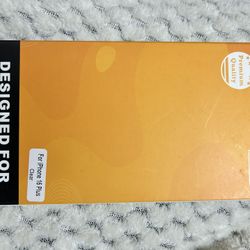 DESIGNED FOR
Premium
Quality
For iPhone 16 Plus
Clear